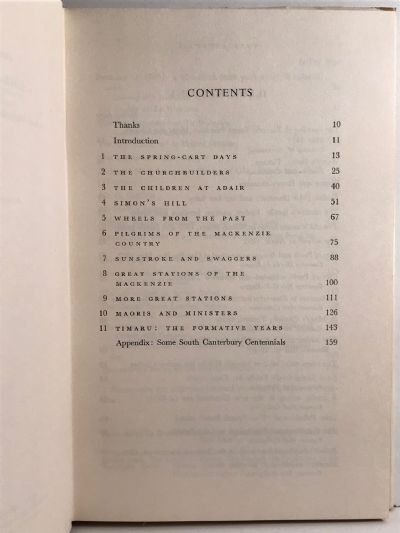 CONTENTS
Thanks 10
Introduction 11
1 THE SPRING-CART DAYS 13
2 THE CHURCHBUILDERS 25
3 THE CHILDREN AT ADAIR 40
4 SIMON'S HILL 51
5 WHEELS FROM THE PAST 67
6 PILGRIMS OF THE MACKENZIE
COUNTRY 75
7 SUNSTROKE AND SWAGGERS 88
8 GREAT STATIONS OF THE
MACKENZIE 100
9 MORE GREAT STATIONS 111
10 MAORIS AND MINISTERS 126
11 TIMARU: THE FORMATIVE YEARS 143
Appendix: Some South Canterbury Centennials 159